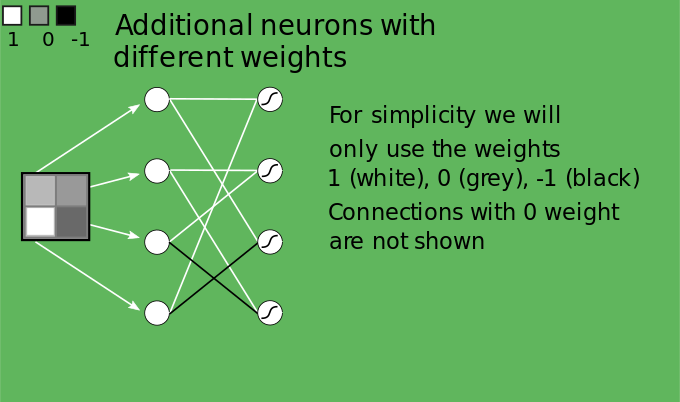 1 0 -1
Additional neurons with
different weights
For simplicity we will
only use the weights
1 (white), 0 (grey), -1 (black)
Connections with 0 weight
are not shown